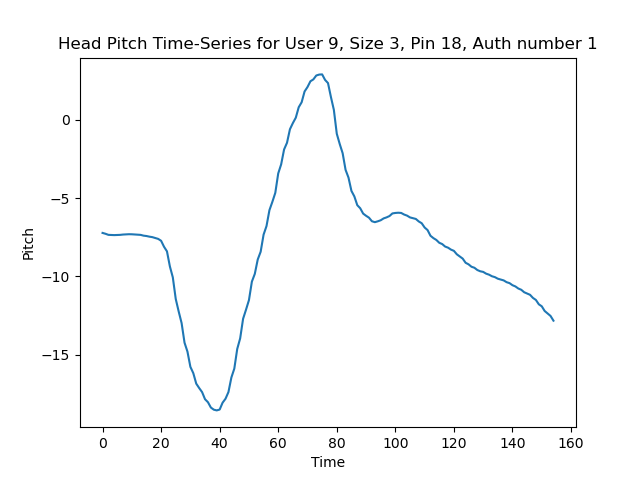 Head Pitch Time-Series for User 9, Size 3, Pin 18, Auth number 1
Pitch
0
−5
−10
−15
0 20 40 60 80 100 120 140 160
Time